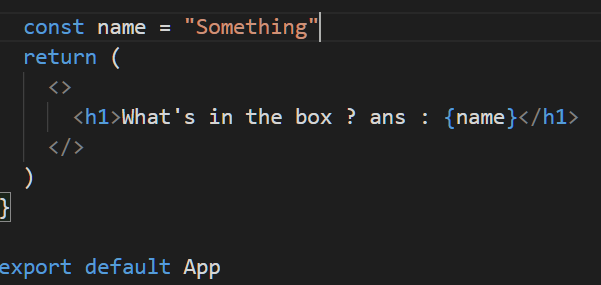 const name = "Something"
return (
<>
<h1>What's in the box ? ans : {name}</h1>
</>
)
}
export default App